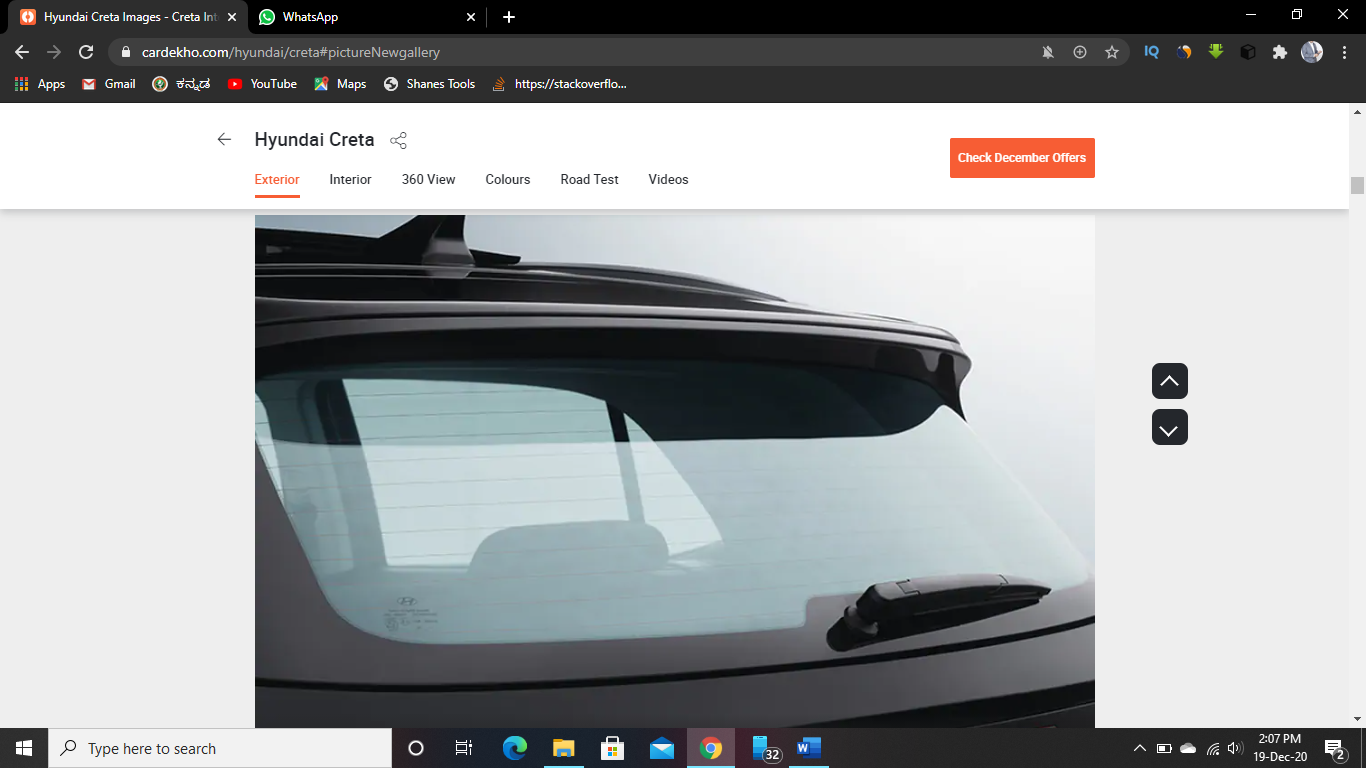 Hyundai Creta Images - Creta Int
WhatsApp
cardekho.com/hyundai/creta#pictureNewgallery
Apps
Gmail
ಕನ್ನಡ
YouTube
Maps
Shanes Tools
https://stackoverflo...
Hyundai Creta
Check December Offers
Exterior
Interior
360 View
Colours
Road Test
Videos
Type here to search
32
2:07 PM
19-Dec-20
2